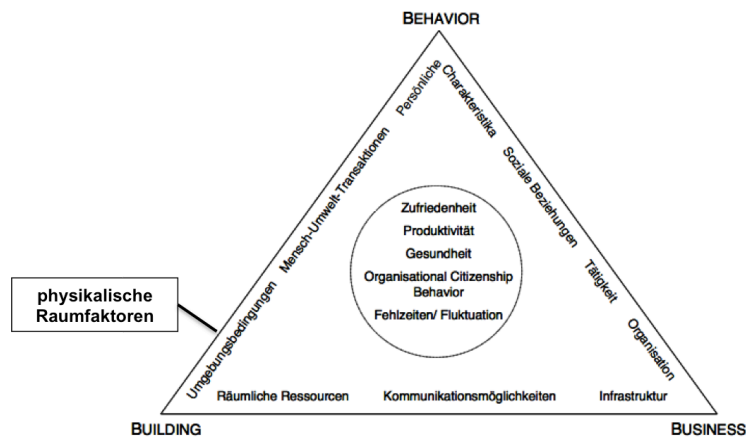 BEHAVIOR
Persönliche
Charakteristika
Mensch-Umwelt-Transaktionen
Soziale Beziehungen
Zufriedenheit
Produktivität
Gesundheit
Organisational Citizenship
Behavior
Fehlzeiten/ Fluktuation
Tätigkeit
physikalische
Raumfaktoren
Umgebungsbedingungen
Organisation
Räumliche Ressourcen
Kommunikationsmöglichkeiten
Infrastruktur
BUILDING
BUSINESS